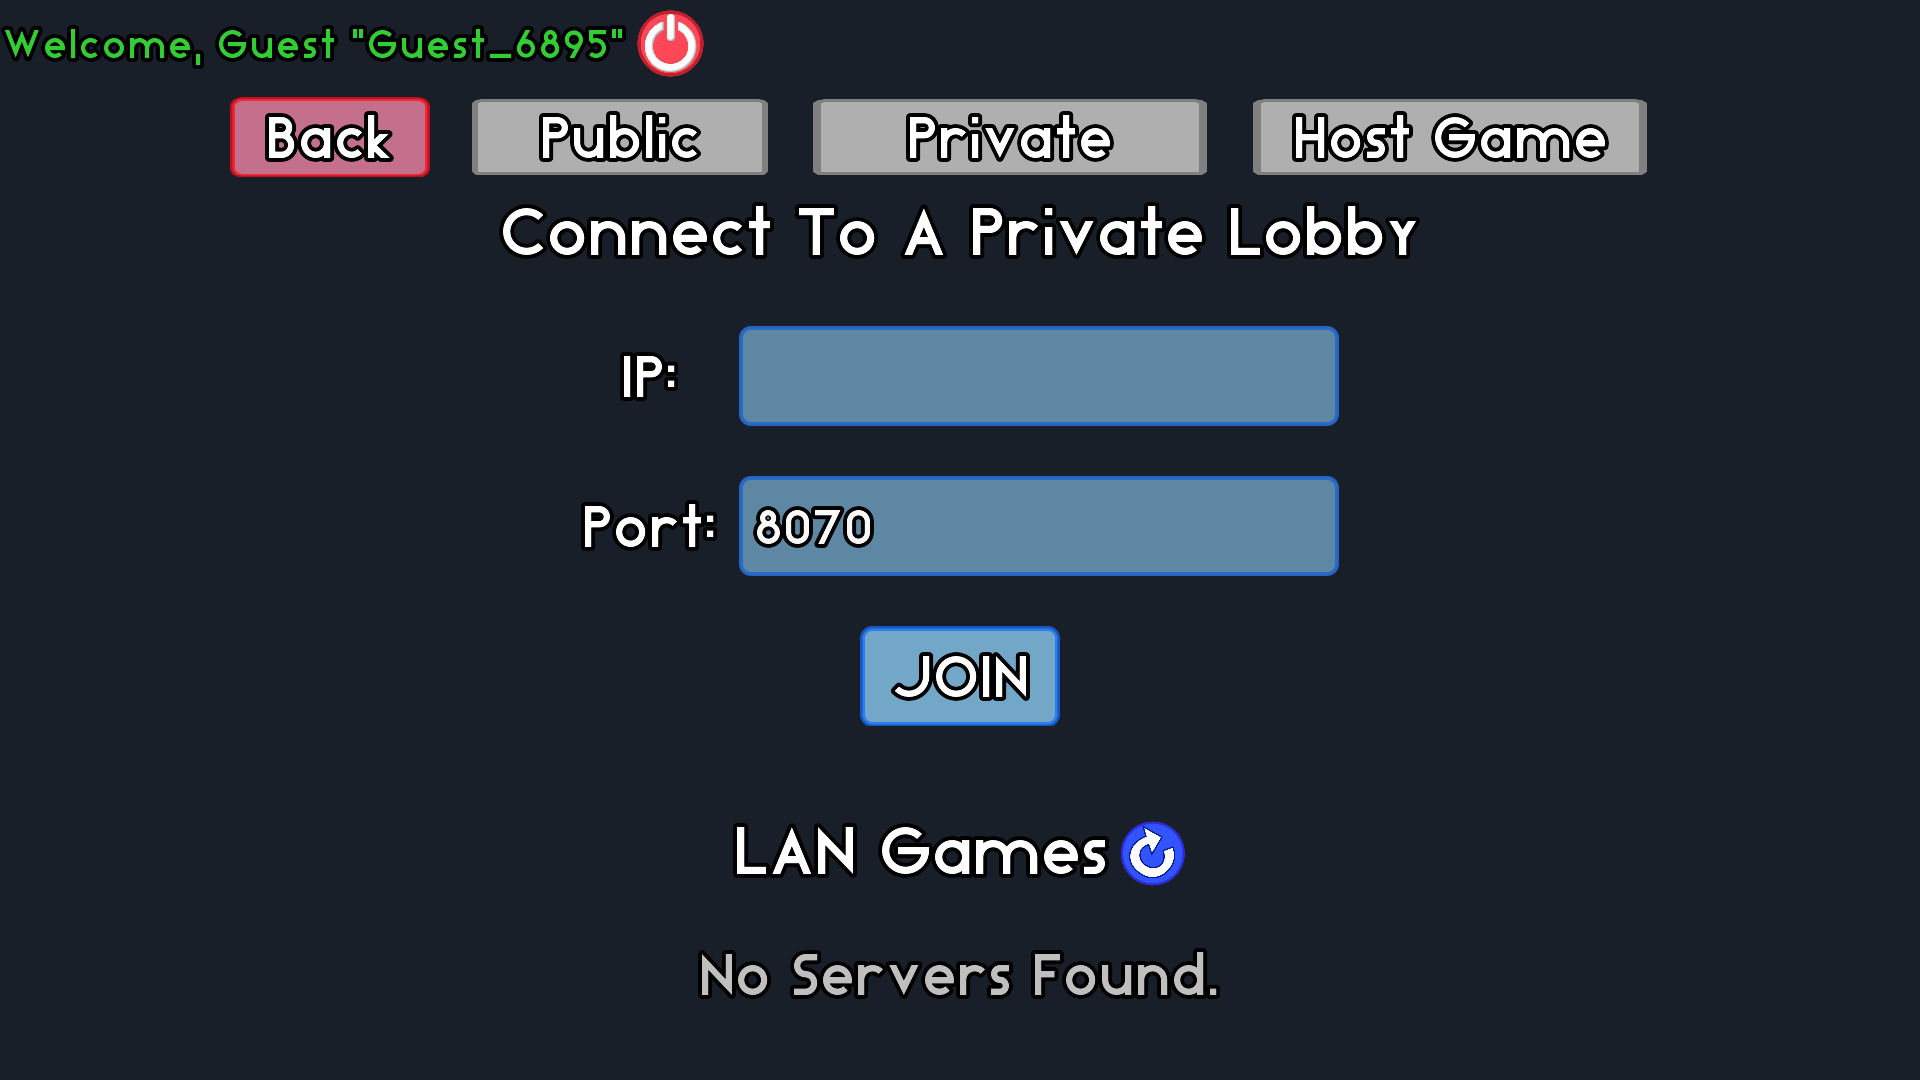 Welcome, Guest "Guest_6895"
Back Public Private Host Game
Connect To A Private Lobby
IP:
Port: 8070
JOIN
LAN Games
No Servers Found.